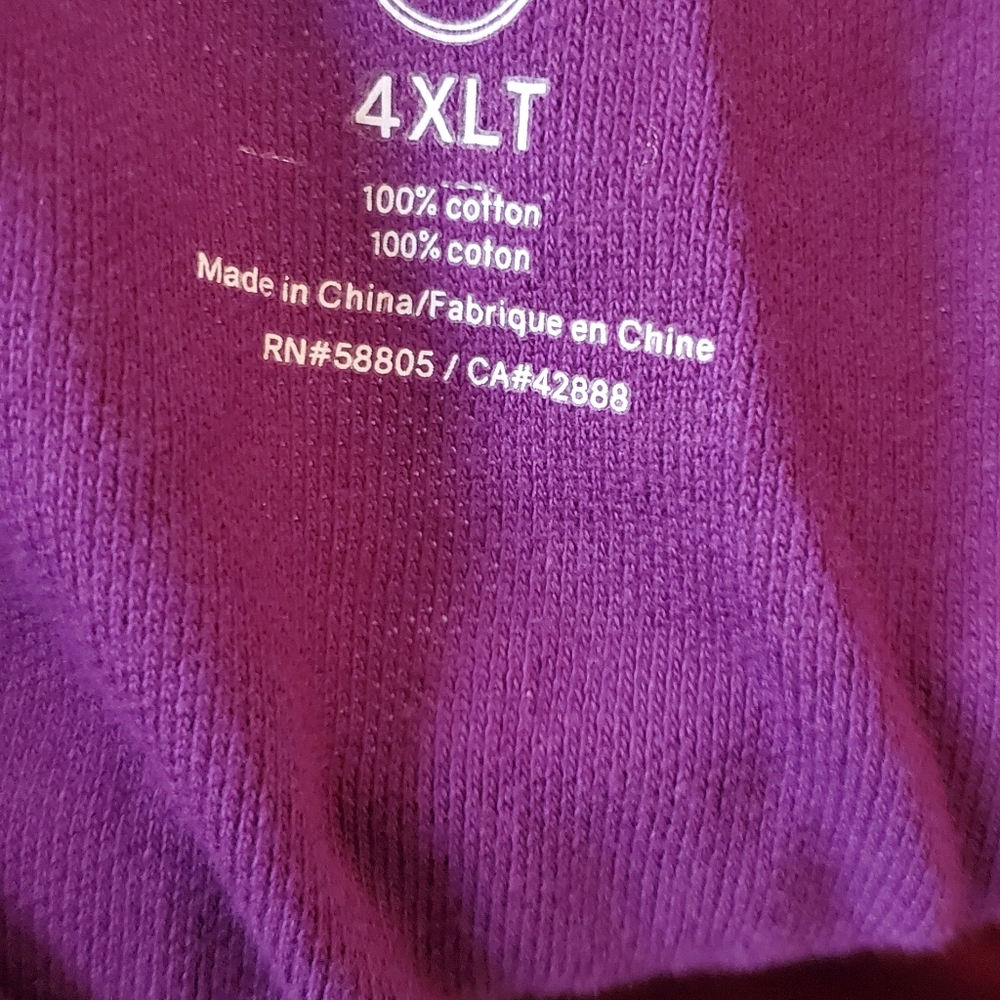 4XLT
100% cotton
100% coton
Made in China/Fabrique en Chine
RN#58805 / CA#42888